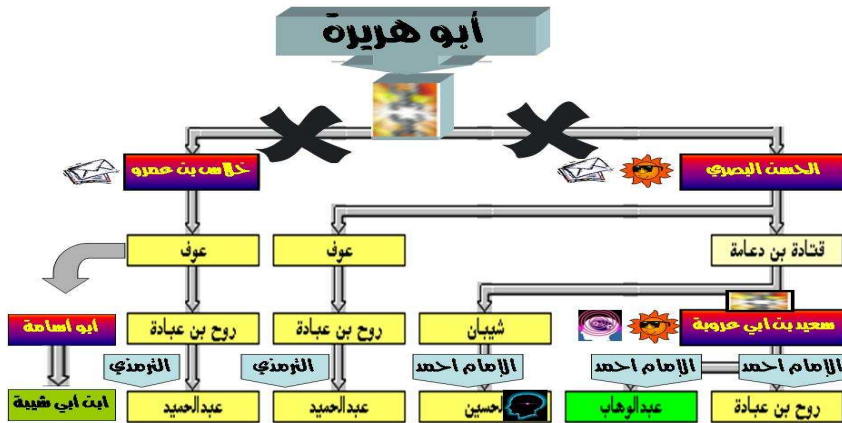 أبو هريرة
الحسن البصري
خلاس بن عمرو
قتادة بن دعامة
عوف
عوف
سعيد بن أبي عروبة
شيبان
روح بن عبادة
روح بن عبادة
أبو أسامة
الإمام احمد
الإمام احمد
الإمام احمد
الترمذي
الترمذي
روح بن عبادة
عبدالوهاب
الحسين
عبدالحميد
عبدالحميد
ابن أبي شيبة